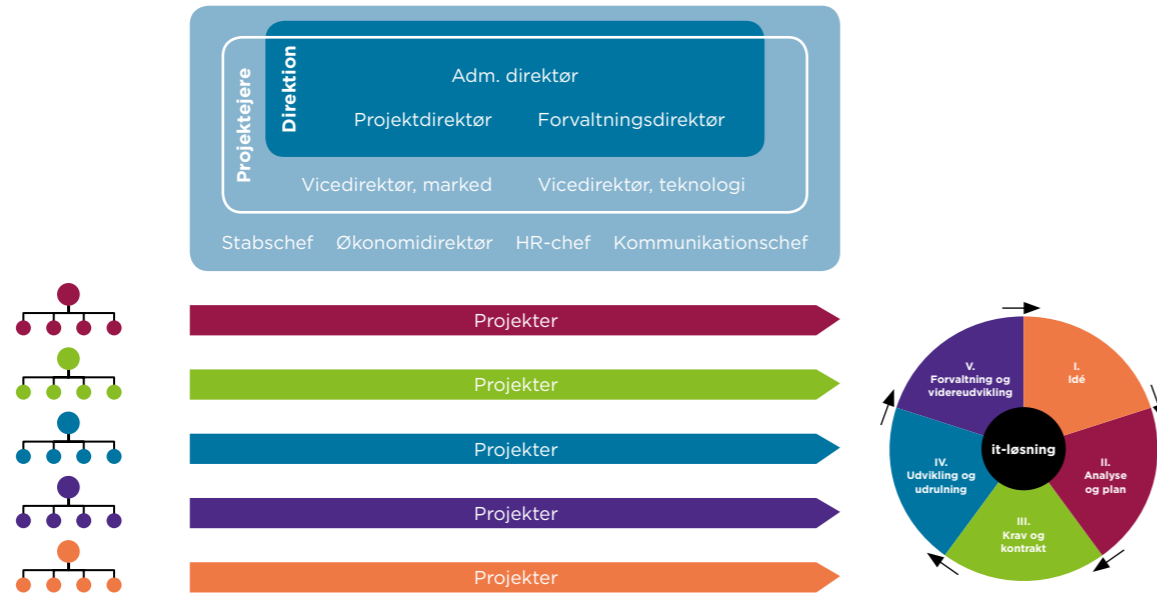 Projektejere
Direktion
Adm. direktør
Projektdirektør
Forvaltningsdirektør
Vicedirektør, marked
Vicedirektør, teknologi
Stabschef
Økonomidirektør
HR-chef
Kommunikationschef
Projekter
Projekter
Projekter
Projekter
Projekter
I.
Idé
II.
Analyse
og plan
III.
Krav og
kontrakt
IV.
Udvikling og
udrulning
V.
Forvaltning og
videreudvikling
it-løsning